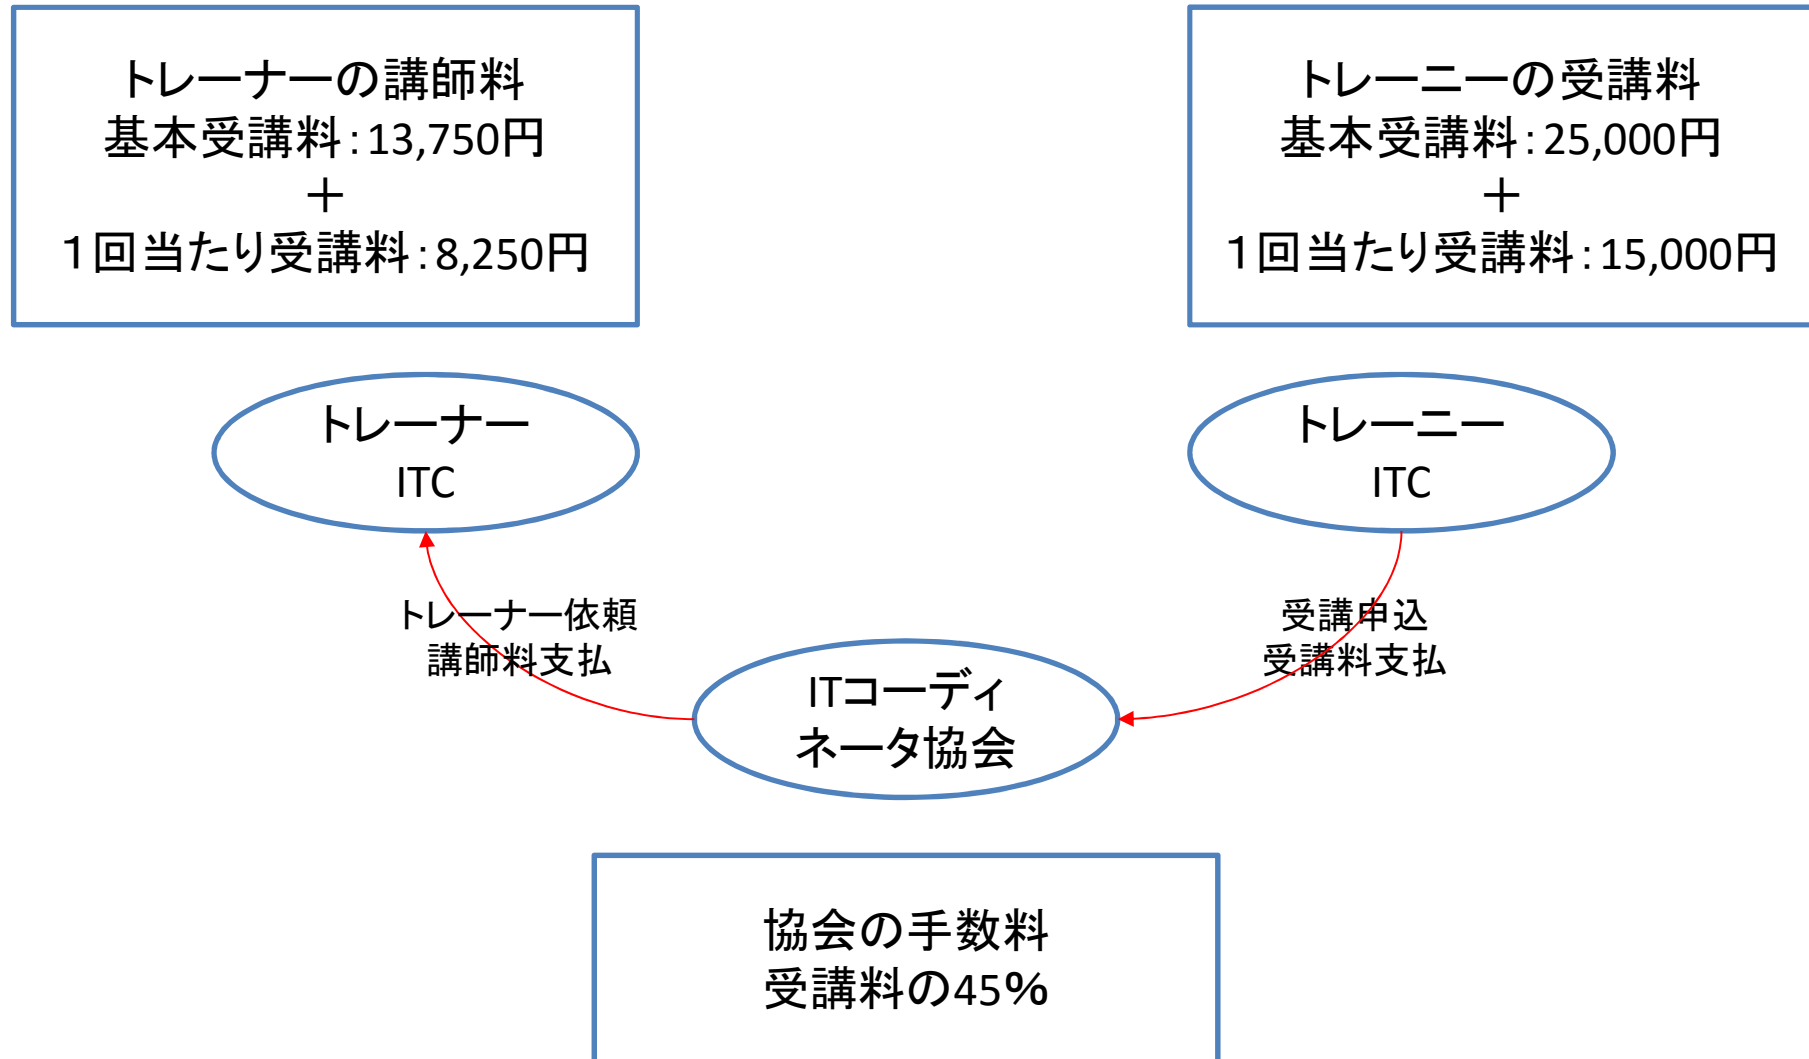 トレーナーの講師料
基本受講料：13,750円
＋
１回当たり受講料：8,250円
トレーニーの受講料
基本受講料：25,000円
＋
１回当たり受講料：15,000円
トレーナー
ITC
トレーニー
ITC
トレーナー依頼
講師料支払
受講申込
受講料支払
ITコーディ
ネータ協会
協会の手数料
受講料の45％